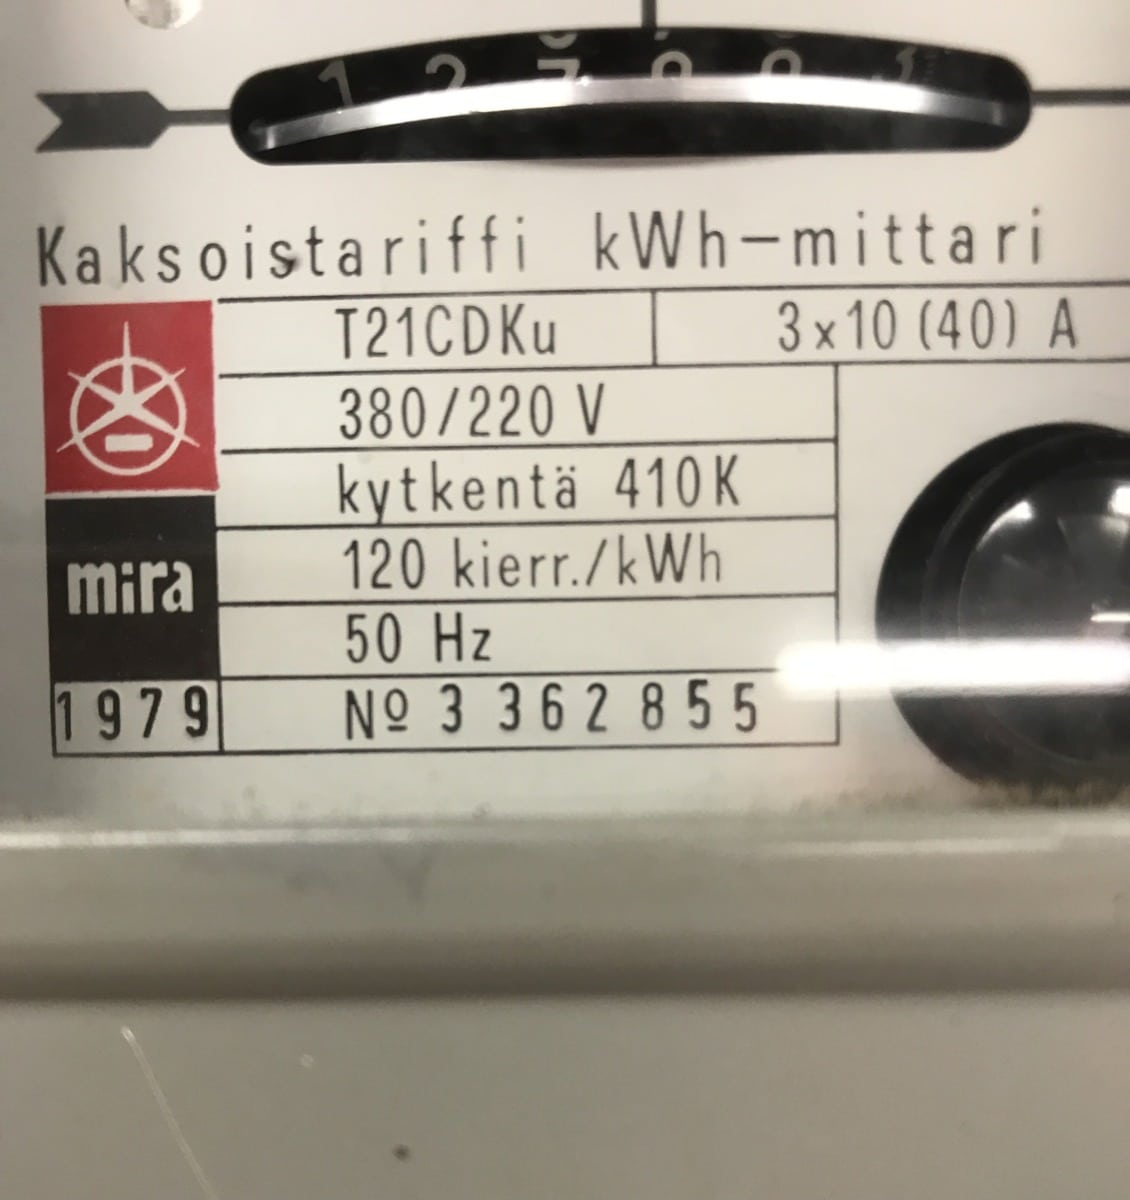 Kaksoistariffi kWh-mittari
T21CDKu 3x10 (40) A
380/220 V
kytkentä 410K
120 kierr./kWh
mira
50 Hz
1979 Nº 3 362 855